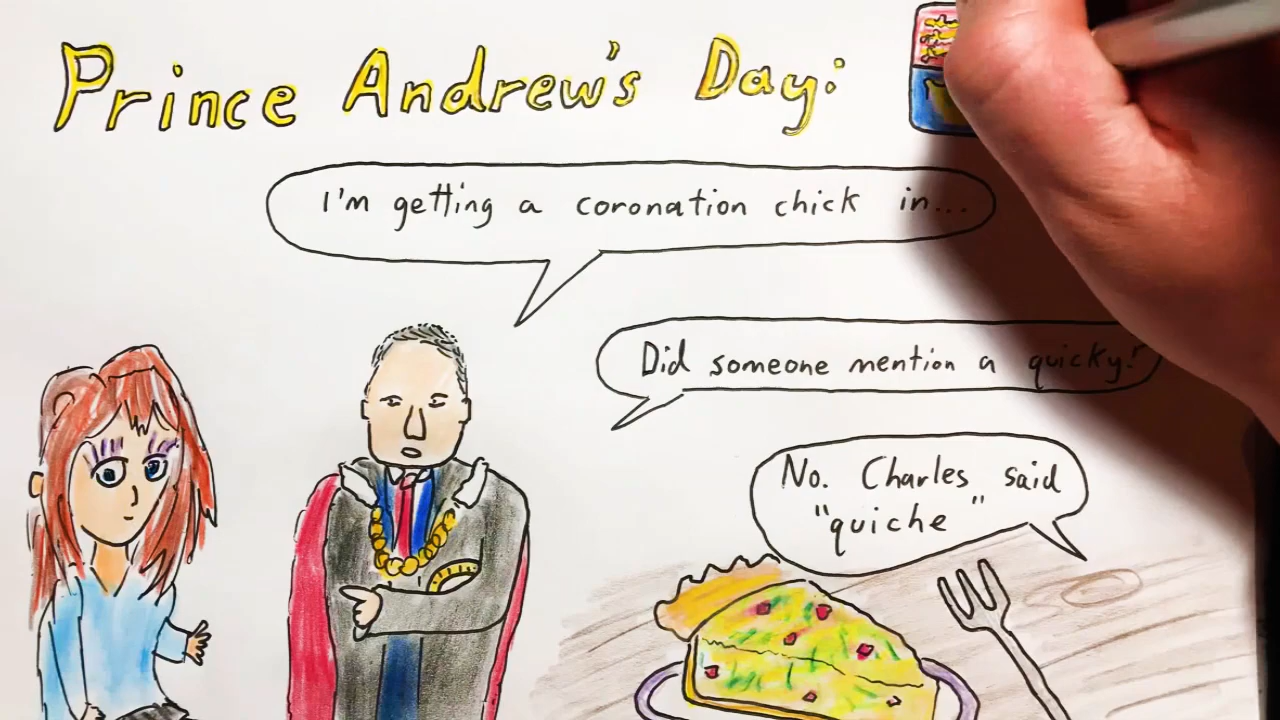 Prince Andrew's Day:
I'm getting a coronation chick in...
Did someone mention a quicky?
No. Charles said
"quiche"